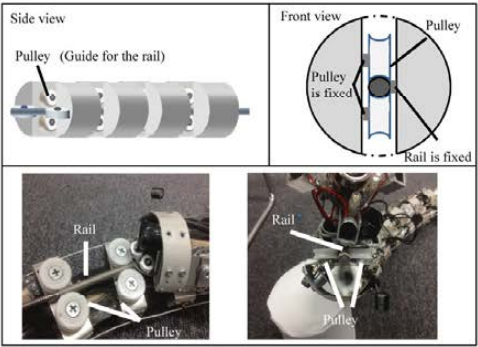 Side view
Pulley (Guide for the rail)
Front view
Pulley
Pulley
is fixed
Rail is fixed
Rail
Pulley
Rail
Pulley